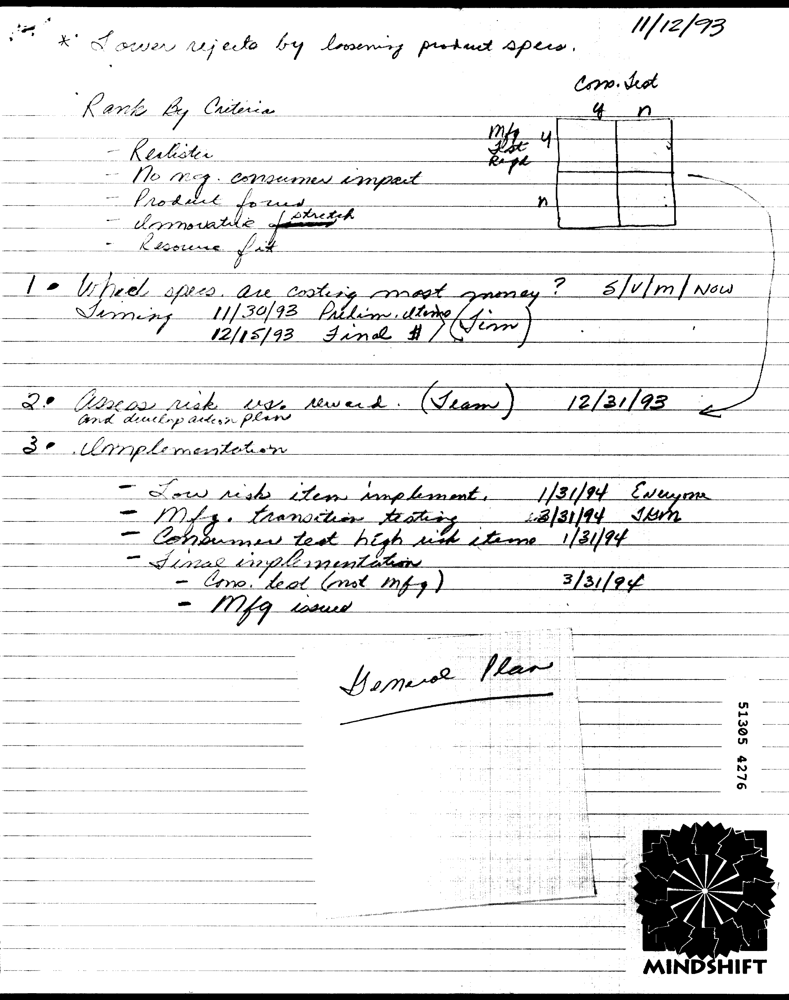 11/12/93
* Lower rejects by loosening product specs.
Cons. Test
y n
Rank By Criteria
Mfg
Test
Reqd
y
n
- Realistic
- No neg. consumer impact
- Product focus
- Innovative / stretch
- Resource fit
1. Which specs. are costing most money? S/V/M/Now
Timing 11/30/93 Prelim. items
12/15/93 Final # (Jim)
2. Assess risk vs. reward. (Team) 12/31/93
and develop action plan
3. Implementation
- Low risk item implement. 1/31/94 Everyone
- Mfg. transition testing 3/31/94
- Consumer test high risk items 1/31/94
- Final implementation
- Cons. test (not mfg) 3/31/94
- Mfg issued
General Plan
51305 4276
MINDSHIFT